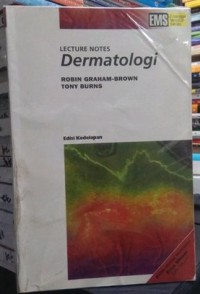 EMS
LECTURE NOTES
Dermatologi
ROBIN GRAHAM-BROWN
TONY BURNS
Edisi Kedelapan